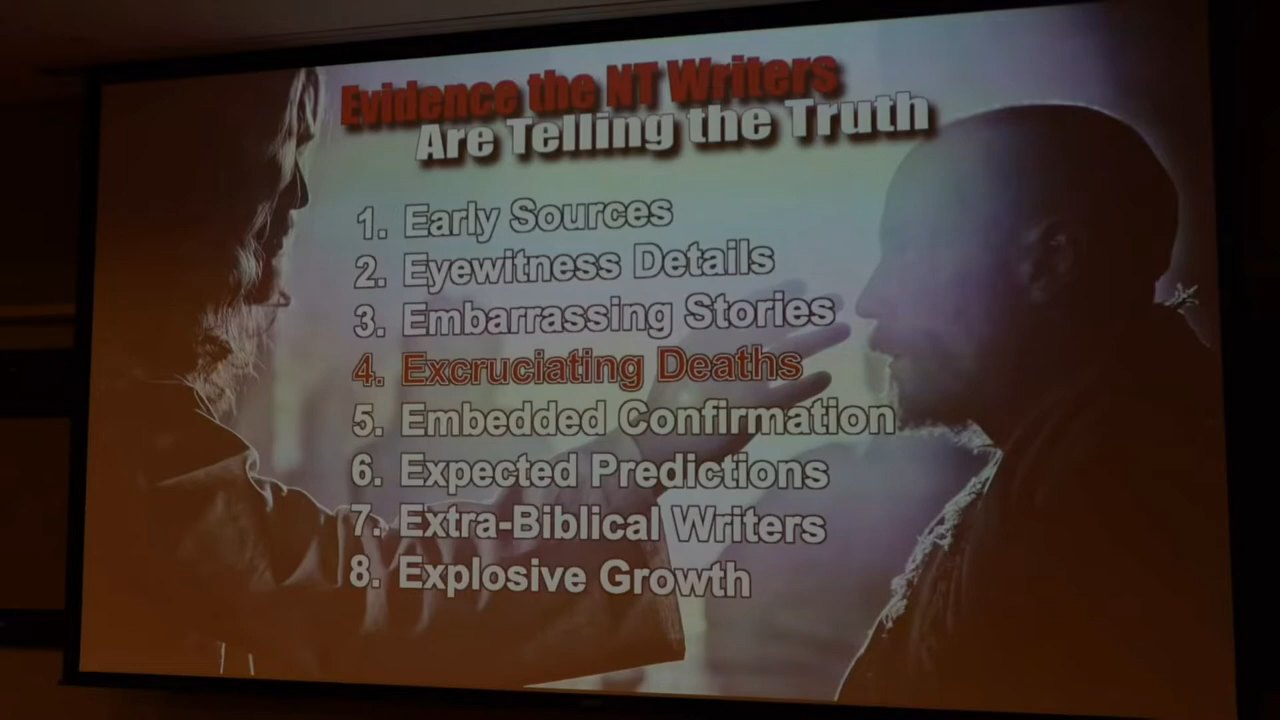 Evidence the NT Writers
Are Telling the Truth
1. Early Sources
2. Eyewitness Details
3. Embarrassing Stories
4. Excruciating Deaths
5. Embedded Confirmation
6. Expected Predictions
7. Extra-Biblical Writers
8. Explosive Growth